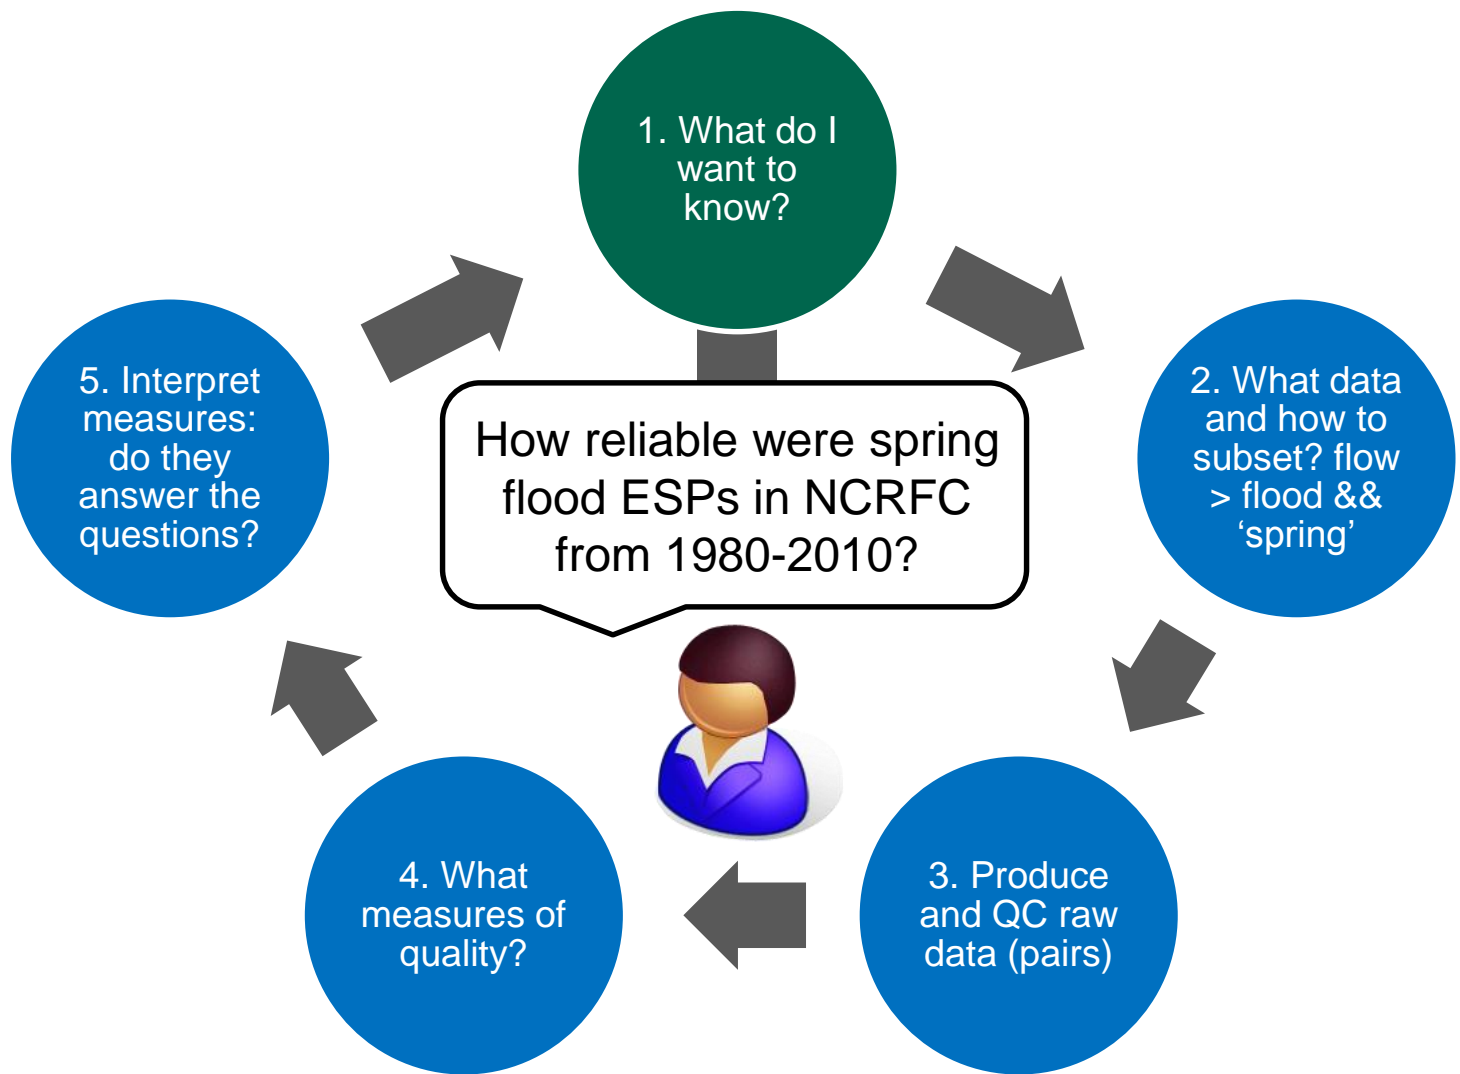 1. What do I
want to
know?
2. What data
and how to
subset? flow
> flood &&
‘spring’
3. Produce
and QC raw
data (pairs)
4. What
measures of
quality?
5. Interpret
measures:
do they
answer the
questions?
How reliable were spring
flood ESPs in NCRFC
from 1980-2010?